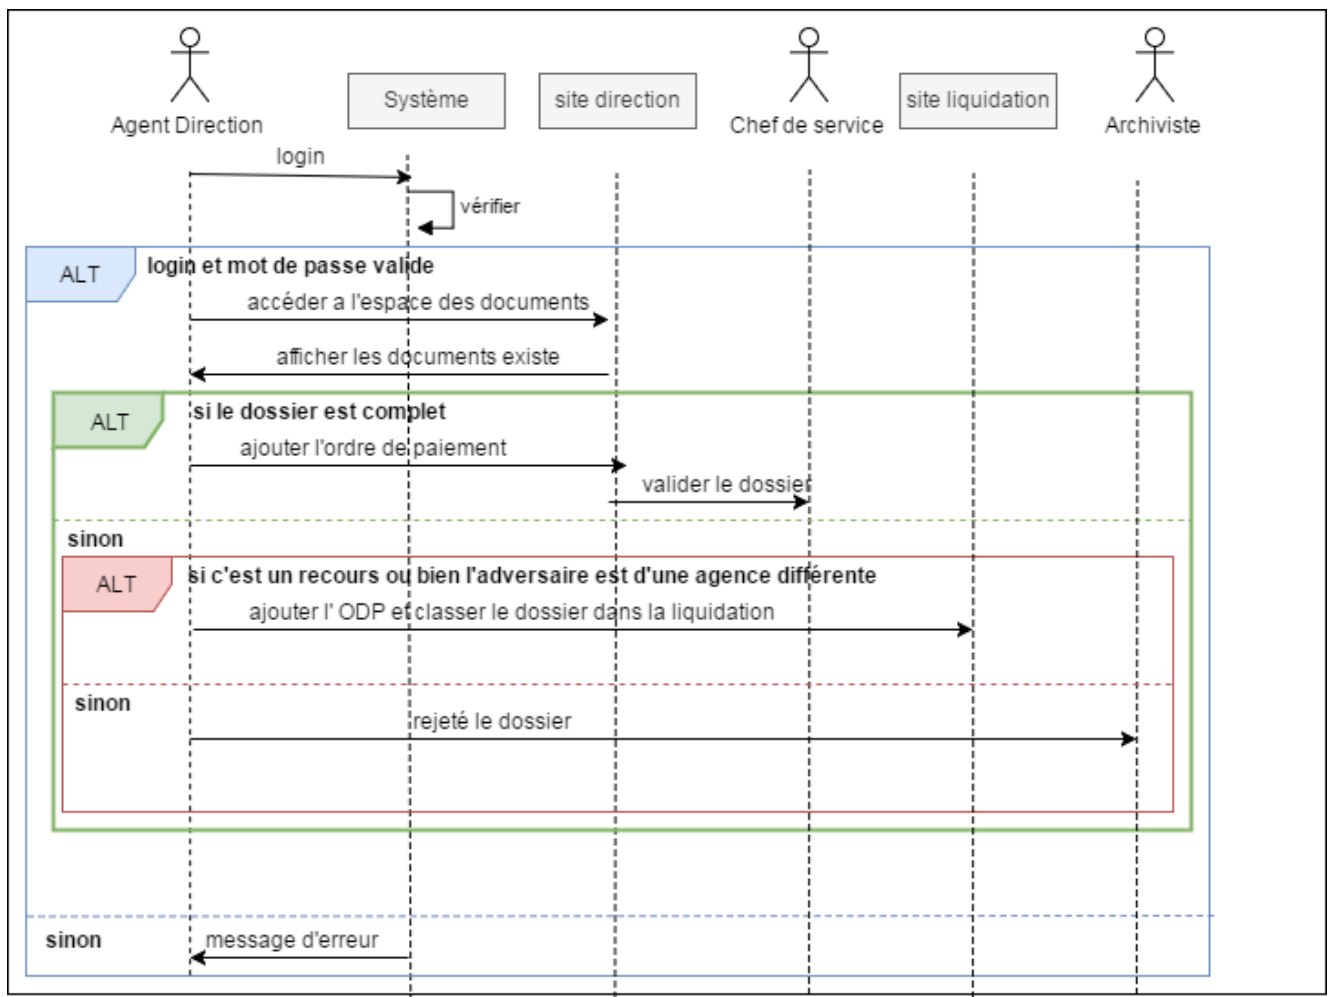 Agent Direction
Système
site direction
Chef de service
site liquidation
Archiviste
login
vérifier
ALT
login et mot de passe valide
accéder a l'espace des documents
afficher les documents existe
ALT
si le dossier est complet
ajouter l'ordre de paiement
valider le dossier
sinon
ALT
si c'est un recours ou bien l'adversaire est d'une agence différente
ajouter l' ODP et classer le dossier dans la liquidation
sinon
rejeté le dossier
sinon
message d'erreur